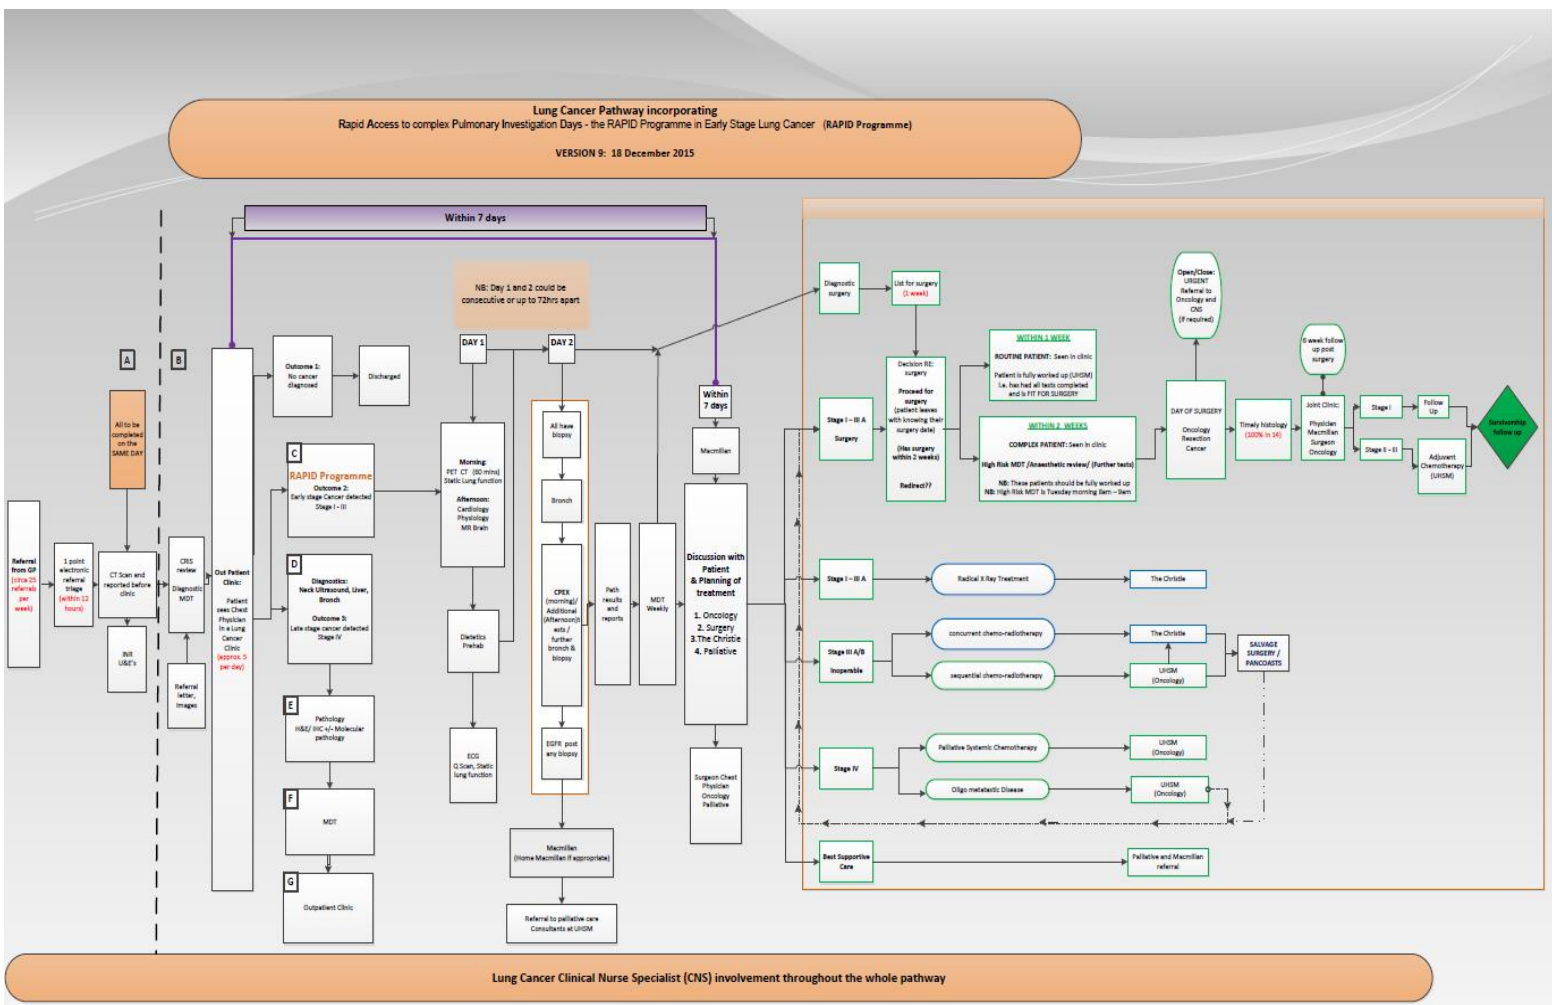 Lung Cancer Pathway incorporating
Rapid Access to complex Pulmonary Investigation Days - the RAPID Programme in Early Stage Lung Cancer (RAPID Programme)
VERSION 9: 18 December 2015
Within 7 days
NB: Day 1 and 2 could be
consecutive or up to 72hrs apart
A
B
All to be
completed
on the
SAME DAY
Referral
from GP
(circa 25
referrals
per
week)
1 point
electronic
referral
triage
(within 12
hours)
CT Scan and
reported before
clinic
INR
U&E's
CRIS
review
Diagnostic
MDT
Referral
letter,
Images
Out Patient
Clinic:
Patient
sees Chest
Physician
in a Lung
Cancer
Clinic
(approx. 5
per day)
Outcome 1:
No cancer
diagnosed
Discharged
C
RAPID Programme
Outcome 2:
Early stage Cancer detected
Stage I - III
D
Diagnostics:
Neck Ultrasound, Liver,
Bronch
Outcome 3:
Late stage cancer detected
Stage IV
E
Pathology
H&E/ IHC +/- Molecular
pathology
F
MDT
G
Outpatient Clinic
DAY 1
Morning:
PET CT (60 mins)
Static Lung function
Afternoon:
Cardiology
Physiology
MR Brain
Dietetics
Prehab
ECG
Q Scan, Static
lung function
DAY 2
All have
biopsy
Bronch
CPEX
(morning)/
Additional
(Afternoon)t
ests /
further
bronch &
biopsy
EGFR post
any biopsy
Macmillan
(Home Macmillan if appropriate)
Referral to palliative care
Consultants at UHSM
Path
results
and
reports
MDT
Weekly
Within
7 days
Macmillan
Discussion with
Patient
& Planning of
treatment
1. Oncology
2. Surgery
3.The Christie
4. Palliative
Surgeon Chest
Physician
Oncology
Palliative
Diagnostic
surgery
List for surgery
(1 week)
Stage I – III A
Surgery
Decision RE:
surgery
Proceed for
surgery
(patient leaves
with knowing their
surgery date)
(Has surgery
within 2 weeks)
Redirect??
WITHIN 1 WEEK
ROUTINE PATIENT: Seen in clinic
Patient is fully worked up (UHSM)
i.e. has had all tests completed
and is FIT FOR SURGERY
WITHIN 2 WEEKS
COMPLEX PATIENT: Seen in clinic
High Risk MDT /Anaesthetic review/ (Further tests)
NB: These patients should be fully worked up
NB: High Risk MDT is Tuesday morning 8am – 9am
Open/Close:
URGENT
Referral to
Oncology and
CNS
(if required)
DAY OF SURGERY
Oncology
Resection
Cancer
Timely histology
(100% in 14)
6 week follow
up post
surgery
Joint Clinic:
Physician
Macmillan
Surgeon
Oncology
Stage I
Follow
Up
Stage II - III
Adjuvent
Chemotherapy
(UHSM)
Survivorship
follow up
Stage I – III A
Radical X Ray Treatment
The Christie
Stage III A/B
Inoperable
concurrent chemo-radiotherapy
The Christie
sequential chemo-radiotherapy
UHSM
(Oncology)
SALVAGE
SURGERY /
PANCOASTS
Stage IV
Palliative Systemic Chemotherapy
UHSM
(Oncology)
Oligo metastastic Disease
UHSM
(Oncology)
Best Supportive
Care
Palliative and Macmillan
referral
Lung Cancer Clinical Nurse Specialist (CNS) involvement throughout the whole pathway